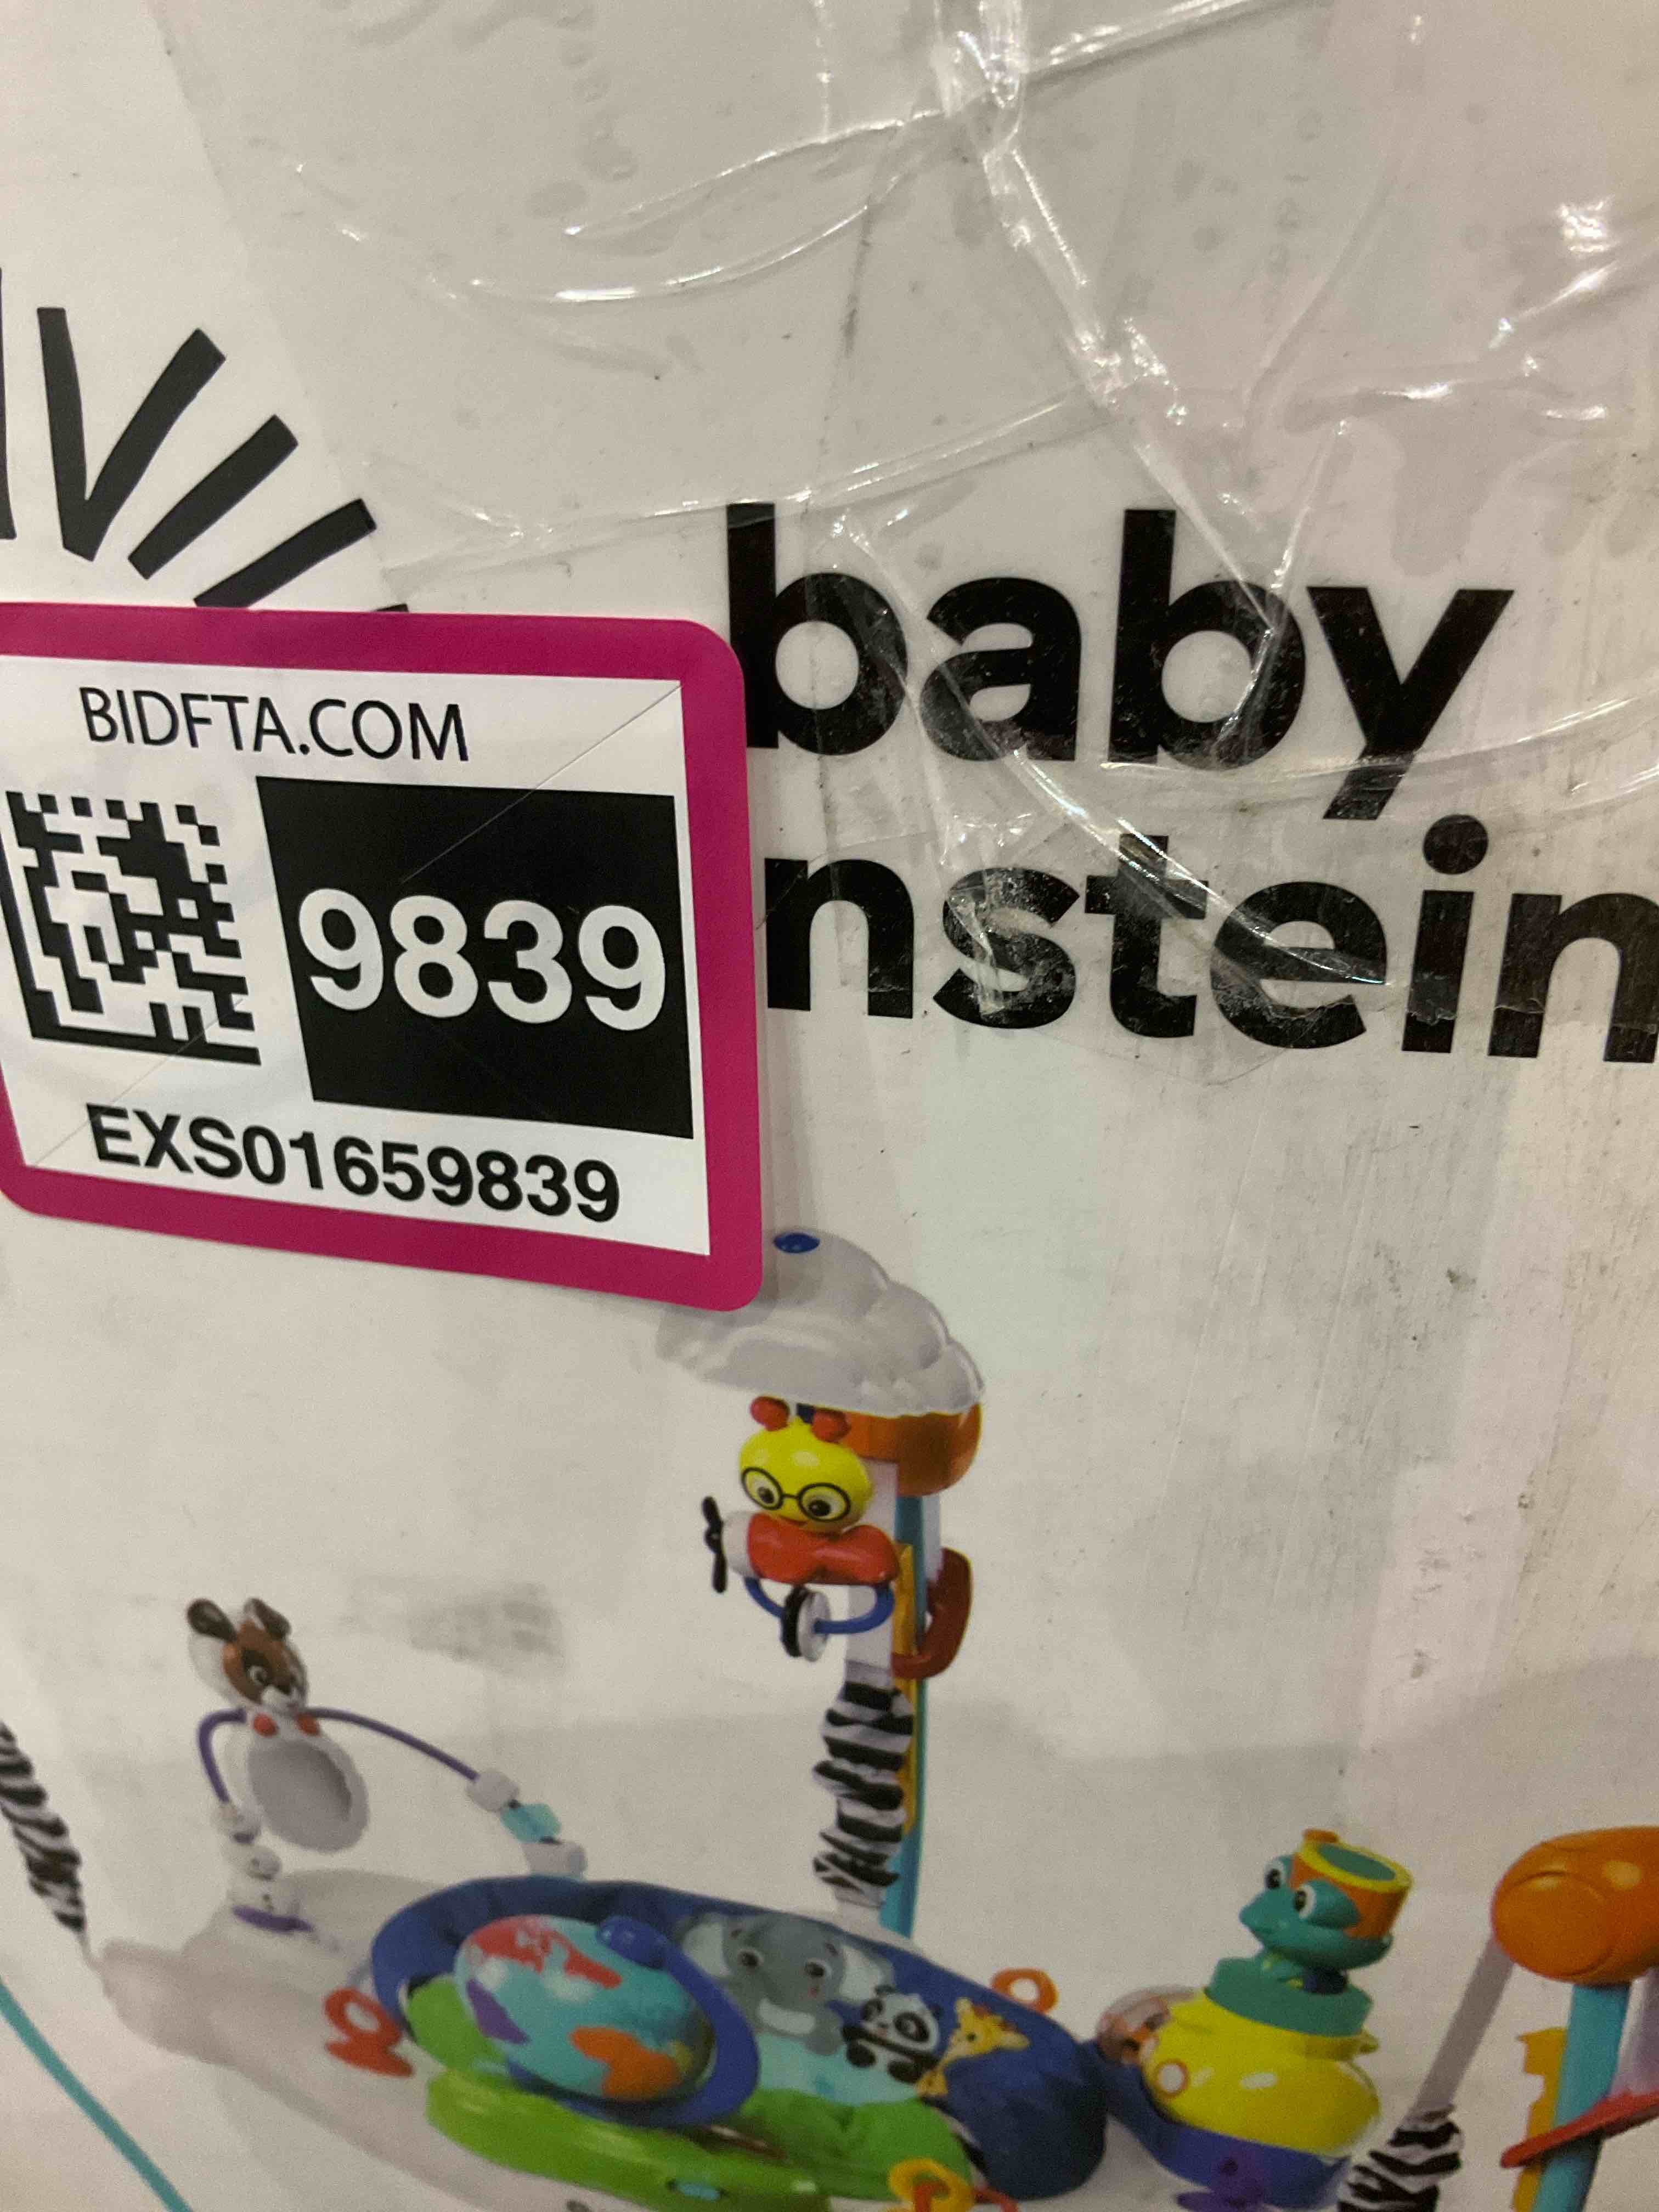 baby
nstein
BIDFTA.COM
9839
EXS01659839